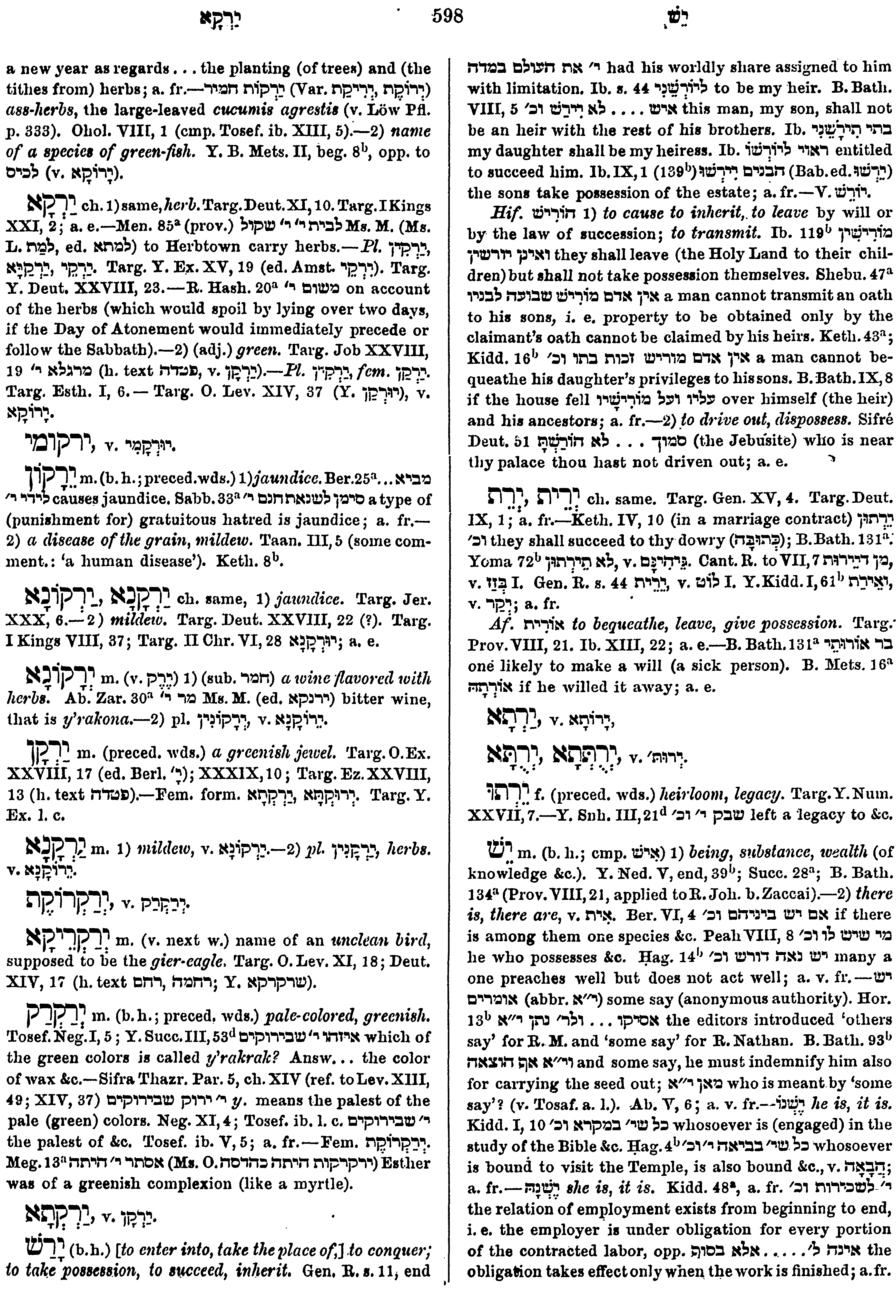 יַרְקָא 598 יֵשׁ
a new year as regards ... the planting (of trees) and (the
tithes from) herbs; a. fr.—יַרְקוֹת חמיר (Var. יְרִיקַת, יְרוֹקֶת)
ass-herbs, the large-leaved cucumis agrestis (v. Löw Pfl.
p. 333). Ohol. VIII, 1 (cmp. Tosef. ib. XIII, 5).—2) name
of a species of green-fish. Y. B. Mets. II, beg. 8b, opp. to
לכיס (v. יָרוֹקָא).
יַרְקָא ch. 1) same, herb. Targ. Deut. XI, 10. Targ. I Kings
XXI, 2; a. e.—Men. 85a (prov.) לבית י' י' שקול Ms. M. (Ms.
L. למת, ed. למתא) to Herbtown carry herbs.—Pl. יַרְקִין,
יַרְקֵי, יַרְקַיָּא. Targ. Y. Ex. XV, 19 (ed. Amst. יַרְקֵי). Targ.
Y. Deut. XXVIII, 23.—R. Hash. 20a משום י' on account
of the herbs (which would spoil by lying over two days,
if the Day of Atonement would immediately precede or
follow the Sabbath).—2) (adj.) green. Targ. Job XXVIII,
19 מרגלא י' (h. text פטדה, v. יַרְקָן).—Pl. יַרְקִין, fem. יַרְקָן.
Targ. Esth. I, 6.— Targ. O. Lev. XIV, 37 (Y. יוּרְקָן), v.
יָרוֹקָא.
ירקומי, v. יוּרְקְמֵי.
יֵרָקוֹן m. (b. h.; preced. wds.) 1) jaundice. Ber. 25a ... מביא
לידי י' causes jaundice. Sabb. 33a סימן לשנאת חנם י' a type of
(punishment for) gratuitous hatred is jaundice; a. fr.—
2) a disease of the grain, mildew. Taan. III, 5 (some com-
ment.: 'a human disease'). Keth. 8b.
יַרְקָנָא, יַרְקוֹנָא ch. same, 1) jaundice. Targ. Jer.
XXX, 6.—2) mildew. Targ. Deut. XXVIII, 22 (?). Targ.
I Kings VIII, 37; Targ. II Chr. VI, 28 יוּרְקָנָא; a. e.
יְרָקוֹנָא m. (v. יֶרֶק) 1) (sub. חמר) a wine flavored with
herbs. Ab. Zar. 30a מר י' Ms. M. (ed. ירנקא) bitter wine,
that is y'rakona.—2) pl. יְרָקוֹנִין, v. יֵרוֹקָנָא.
יַרְקָן m. (preced. wds.) a greenish jewel. Targ. O. Ex.
XXVIII, 17 (ed. Berl. יְ'); XXXIX, 10; Targ. Ez. XXVIII,
13 (h. text פטדה).—Fem. form. יַרְקְתָא, יְרוּקְתָּא. Targ. Y.
Ex. l. c.
יַרְקָנָא m. 1) mildew, v. יַרְקוֹנָא.—2) pl. יַרְקָנִין, herbs.
v. יֵרוֹקָנָא.
יְרַקְרוֹקֶת, v. יְרַקְרַק.
יְרַקְרֵיקָא m. (v. next w.) name of an unclean bird,
supposed to be the gier-eagle. Targ. O. Lev. XI, 18; Deut.
XIV, 17 (h. text רחמה, רחם; Y. שרקרקא).
יְרַקְרַק m. (b. h.; preced. wds.) pale-colored, greenish.
Tosef. Neg. I, 5; Y. Succ. III, 53d איזהו י' שבירוקים which of
the green colors is called y'rakrak? Answ... the color
of wax &c.—Sifra Thazr. Par. 5, ch. XIV (ref. to Lev. XIII,
49; XIV, 37) י' ירוק שבירוקים y. means the palest of the
pale (green) colors. Neg. XI, 4; Tosef. ib. l. c. י' שבירוקים
the palest of &c. Tosef. ib. V, 5; a. fr.—Fem. יְרַקְרוֹקֶת.
Meg. 13a אסתר י' היתה (Ms. O. ירקרקות היתה כהדסה) Esther
was of a greenish complexion (like a myrtle).
יַרְקְתָא, v. יַרְקָן.
יָרַשׁ (b. h.) [to enter into, take the place of,] to conquer;
to take possession, to succeed, inherit. Gen. R. s. 11, end
י' את העולם במדה had his worldly share assigned to him
with limitation. Ib. s. 44 ליוֹרְשֵׁנִי to be my heir. B. Bath.
VIII, 5 איש .... לא יִירַשׁ וכ' this man, my son, shall not
be an heir with the rest of his brothers. Ib. בתי תִּירָשֵׁנִי
my daughter shall be my heiress. Ib. ראוי ליוֹרְשׁוֹ entitled
to succeed him. Ib. IX, 1 (139b) הבנים יִירְשׁוּ (Bab. ed. יִרְשׁוּ)
the sons take possession of the estate; a. fr.—V. יוֹרֵשׁ.
Hif. הוֹרִישׁ 1) to cause to inherit, to leave by will or
by the law of succession; to transmit. Ib. 119b מוֹרִישִׁין
ואינן יורשין they shall leave (the Holy Land to their chil-
dren) but shall not take possession themselves. Shebu. 47a
אין אדם מוֹרִישׁ שבועה לבניו a man cannot transmit an oath
to his sons, i. e. property to be obtained only by the
claimant's oath cannot be claimed by his heirs. Keth. 43a;
Kidd. 16b אין אדם מוריש זכות בתו וכ' a man cannot be-
queathe his daughter's privileges to his sons. B. Bath. IX, 8
if the house fell עליו ועל מוֹרִישָׁיו over himself (the heir)
and his ancestors; a. fr.—2) to drive out, dispossess. Sifré
Deut. 51 סמוך ... לא הוֹרַשְׁתָּ (the Jebusite) who is near
thy palace thou hast not driven out; a. e.
יְרֵית, יְרֵת ch. same. Targ. Gen. XV, 4. Targ. Deut.
IX, 1; a. fr.—Keth. IV, 10 (in a marriage contract) יֵרְתוּן
וכ' they shall succeed to thy dowry (כְּתוּבָּה); B. Bath. 131a.
Yoma 72b לא תֵּירְתוּן, v. גֵּיהִינָּם. Cant. R. to VII, 7 מן דיירות,
v. בְּזַז I. Gen. R. s. 44 יְרֵית, v. לוֹט I. Y. Kidd. I, 61b ואירת,
v. יְקַר; a. fr.
Af. אוֹרִית to bequeathe, leave, give possession. Targ.
Prov. VIII, 21. Ib. XIII, 22; a. e.—B. Bath. 131a בר אוֹרוּתֵי
one likely to make a will (a sick person). B. Mets. 16a
אוֹרְתָהּ if he willed it away; a. e.
יַרְתָא, v. יָרוֹתָא,
יְרֻתְּתָא, יְרֻתָּא, v. יְרוּת'.
יַרְתוּ f. (preced. wds.) heirloom, legacy. Targ. Y. Num.
XXVII, 7.—Y. Snh. III, 21d שבק י' וכ' left a legacy to &c.
יֵשׁ m. (b. h.; cmp. אִישׁ) 1) being, substance, wealth (of
knowledge &c.). Y. Ned. V, end, 39b; Succ. 28a; B. Bath.
134a (Prov. VIII, 21, applied to R. Joh. b. Zaccai).—2) there
is, there are, v. אִית. Ber. VI, 4 אם יש ביניהם וכ' if there
is among them one species &c. Peah VIII, 8 מי שיש לו וכ'
he who possesses &c. Ḥag. 14b יש נאה דורש וכ' many a
one preaches well but does not act well; a. v. fr.—יש
אומרים (abbr. י"א) some say (anonymous authority). Hor.
13b אסיקו ... ולר' נתן י"א the editors introduced 'others
say' for R. M. and 'some say' for R. Nathan. B. Bath. 93b
וי"א אף הוצאה and some say, he must indemnify him also
for carrying the seed out; מאן י"א who is meant by 'some
say'? (v. Tosaf. a. l.). Ab. V, 6; a. v. fr.--יֶשְׁנוֹ he is, it is.
Kidd. I, 10 כל שי' במקרא וכ' whosoever is (engaged) in the
study of the Bible &c. Ḥag. 4b כל שי' בביאה י' וכ' whosoever
is bound to visit the Temple, is also bound &c., v. הֲבָאָה;
a. fr.—יֶשְׁנָהּ she is, it is. Kidd. 48a, a. fr. י' לשכירות וכ'
the relation of employment exists from beginning to end,
i. e. the employer is under obligation for every portion
of the contracted labor, opp. אינה ל'..... אלא בסוף the
obligation takes effect only when the work is finished; a. fr.